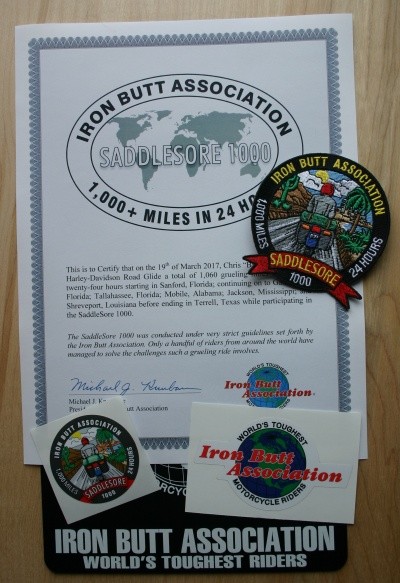 IRON BUTT ASSOCIATION
SADDLESORE 1000
1,000+ MILES IN 24
This is to Certify that on the 19th of March 2017, Chris
Harley-Davidson Road Glide a total of 1,060 grueling
twenty-four hours starting in Sanford, Florida; continuing on to
Florida; Tallahassee, Florida; Mobile, Alabama; Jackson, Mississippi;
Shreveport, Louisiana before ending in Terrell, Texas while participating in
the SaddleSore 1000.
The SaddleSore 1000 was conducted under very strict guidelines set forth by
the Iron Butt Association. Only a handful of riders from around the world have
managed to solve the challenges such a grueling ride involves.
Michael J.
Michael J.
Butt Association
Iron Butt
Association
IRON BUTT ASSOCIATION
1,000 MILES
24 HOURS
SADDLESORE
1000
IRON BUTT ASSOCIATION
1,000 MILES
24 HOURS
SADDLESORE
1000
WORLD'S TOUGHEST
Iron Butt
Association
MOTORCYCLE RIDERS
IRON BUTT ASSOCIATION
WORLD'S TOUGHEST RIDERS